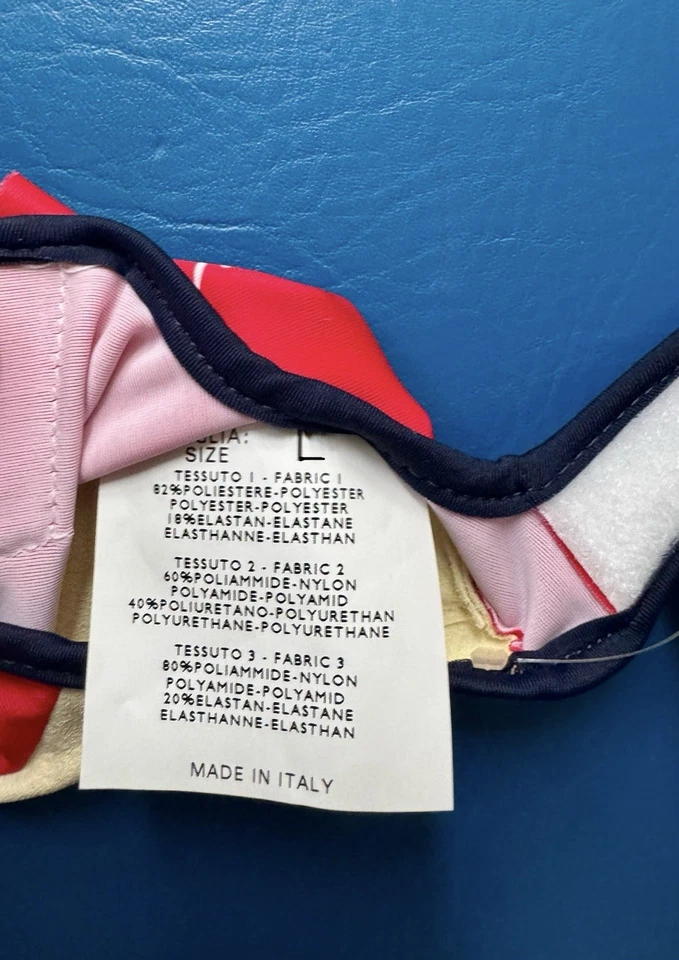 SIZE L
TESSUTO 1 - FABRIC 1
82%POLIESTERE-POLYESTER
POLYESTER-POLYESTER
18%ELASTAN-ELASTANE
ELASTHANNE-ELASTHAN
TESSUTO 2 - FABRIC 2
60%POLIAMMIDE-NYLON
POLYAMIDE-POLYAMID
40%POLIURETANO-POLYURETHAN
POLYURETHANE-POLYURETHANE
TESSUTO 3 - FABRIC 3
80%POLIAMMIDE-NYLON
POLYAMIDE-POLYAMID
20%ELASTAN-ELASTANE
ELASTHANNE-ELASTHAN
MADE IN ITALY